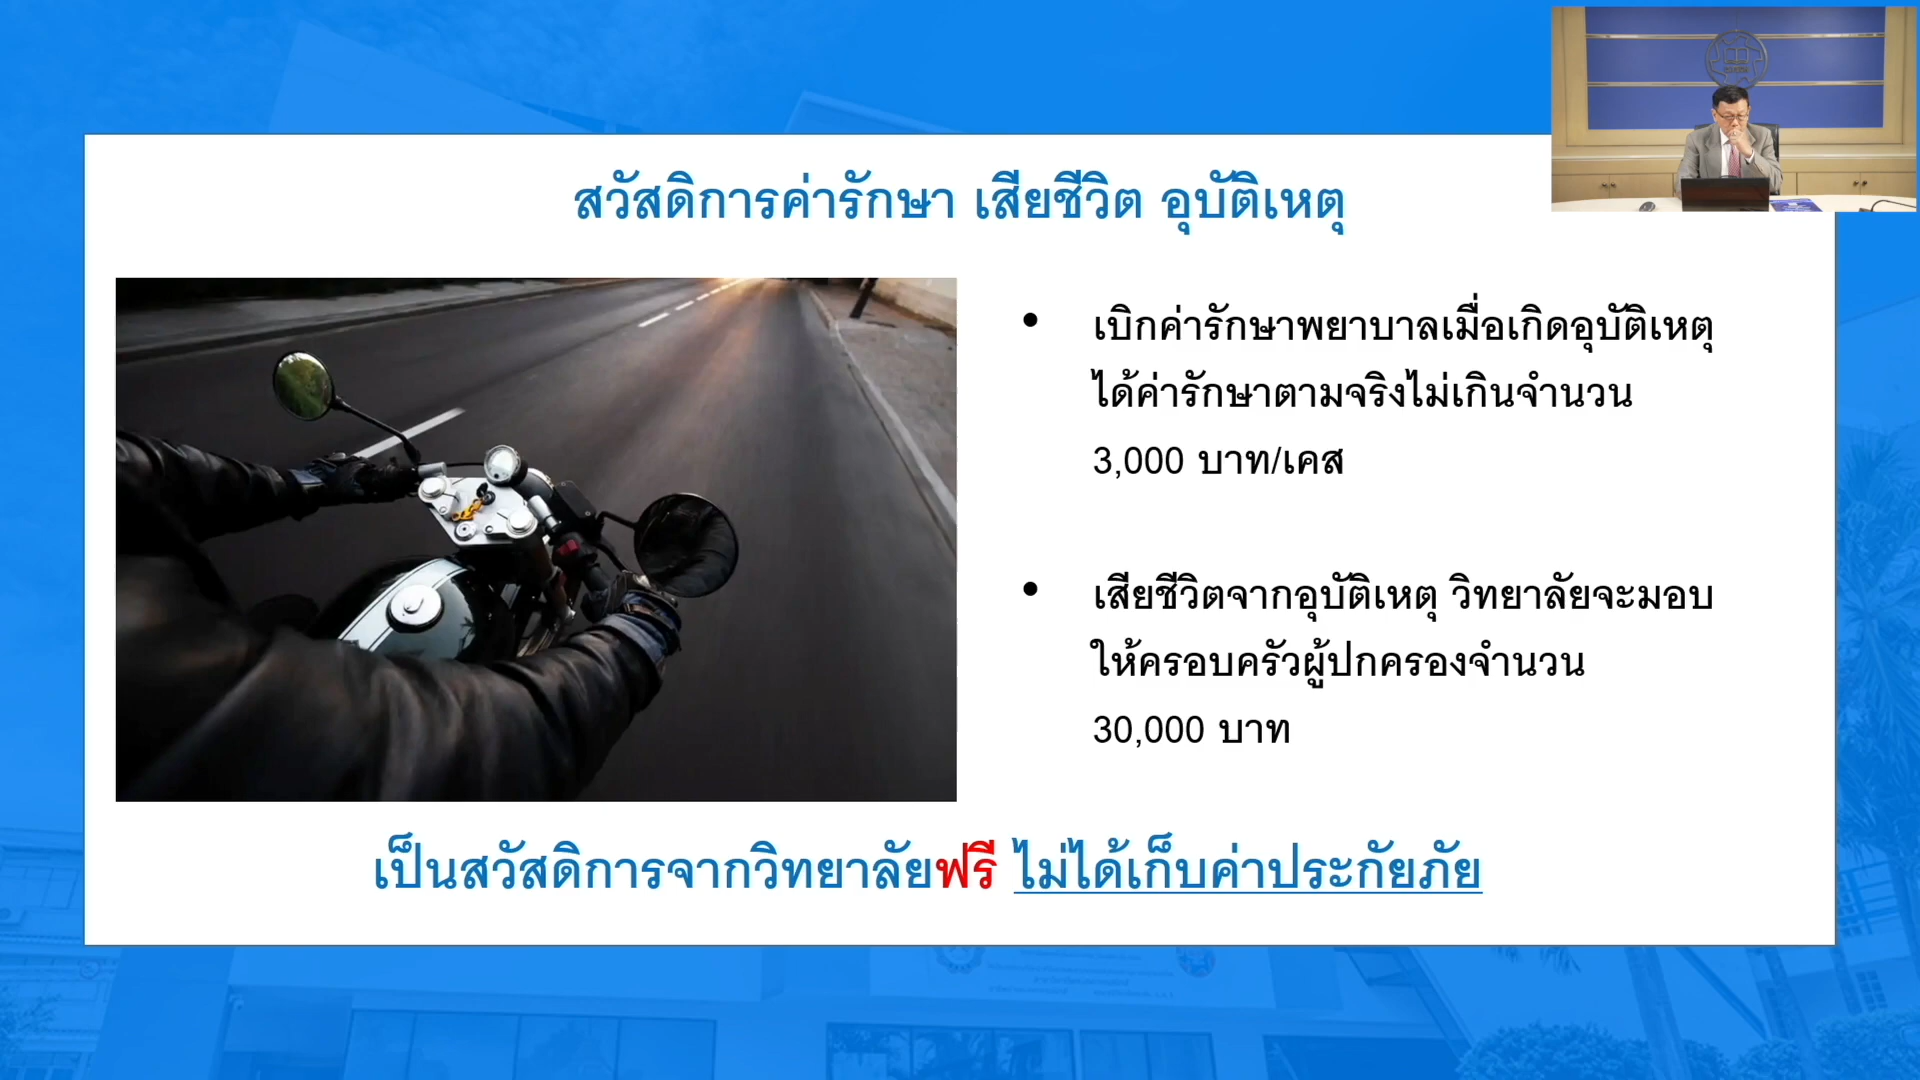 สวัสดิการค่ารักษา เสียชีวิต อุบัติเหตุ
• เบิกค่ารักษาพยาบาลเมื่อเกิดอุบัติเหตุ
ได้ค่ารักษาตามจริงไม่เกินจำนวน
3,000 บาท/เคส
• เสียชีวิตจากอุบัติเหตุ วิทยาลัยจะมอบ
ให้ครอบครัวผู้ปกครองจำนวน
30,000 บาท
เป็นสวัสดิการจากวิทยาลัยฟรี ไม่ได้เก็บค่าประกัยภัย